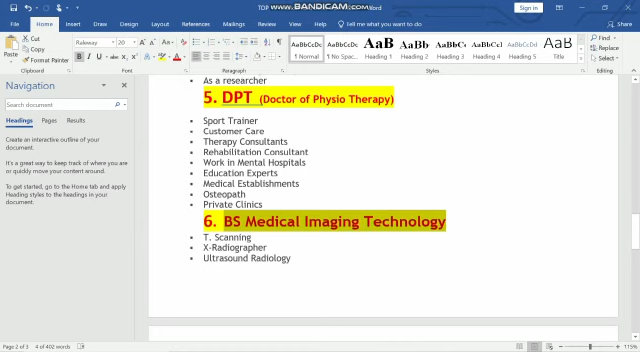 TOP
WWW.BANDICAM.COM
Word
Sign in
File Home Insert Draw Design Layout References Mailings Review View Help Tell me what you want to do Share
Paste
Cut
Copy
Format Painter
Raleway 20
AaBbCcDc AaBbCcDc AaB AaBb AaBbC AaBbCcI AaBbCcDd AaB
1 Normal 1 No Spac... Heading 1 Heading 2 Heading 3 Heading 4 Heading 5 Title
Find
Replace
Select
Clipboard Font Paragraph Styles Editing
Navigation
Search document
Headings Pages Results
Create an interactive outline of your document.
It's a great way to keep track of where you are or quickly move your content around.
To get started, go to the Home tab and apply Heading styles to the headings in your document.
As a researcher
5. DPT (Doctor of Physio Therapy)
Sport Trainer
Customer Care
Therapy Consultants
Rehabilitation Consultant
Work in Mental Hospitals
Education Experts
Medical Establishments
Osteopath
Private Clinics
6. BS Medical Imaging Technology
T. Scanning
X-Radiographer
Ultrasound Radiology
Page 2 of 3 4 of 402 words 115%